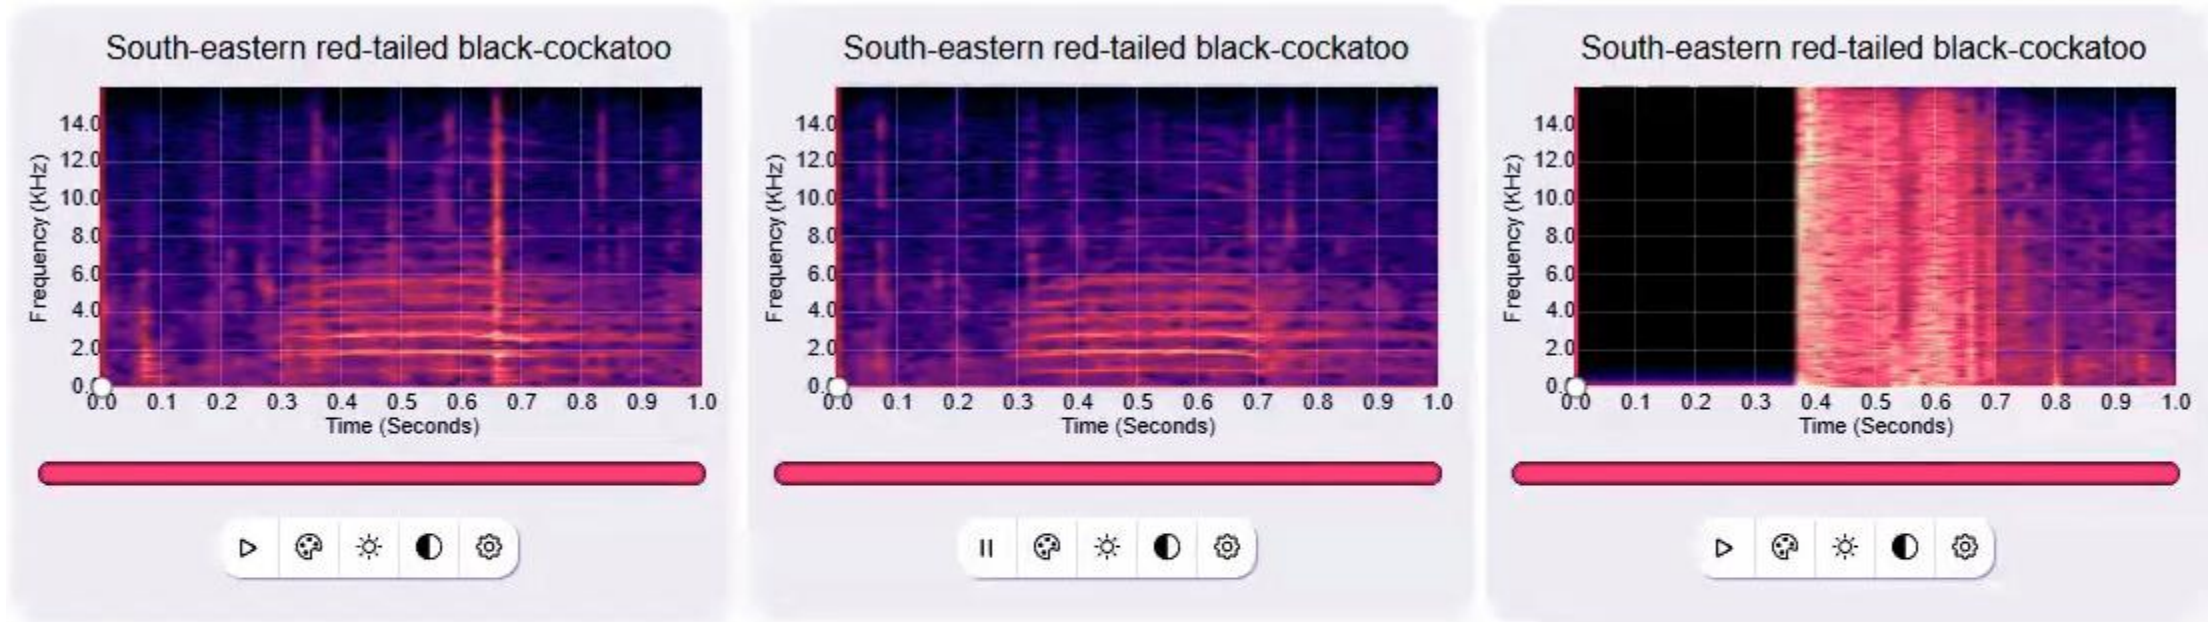 South-eastern red-tailed black-cockatoo
Frequency (KHz)
14.0
12.0
10.0
8.0
6.0
4.0
2.0
0.0
0.0 0.1 0.2 0.3 0.4 0.5 0.6 0.7 0.8 0.9 1.0
Time (Seconds)
South-eastern red-tailed black-cockatoo
Frequency (KHz)
14.0
12.0
10.0
8.0
6.0
4.0
2.0
0.0
0.0 0.1 0.2 0.3 0.4 0.5 0.6 0.7 0.8 0.9 1.0
Time (Seconds)
South-eastern red-tailed black-cockatoo
Frequency (KHz)
14.0
12.0
10.0
8.0
6.0
4.0
2.0
0.0
0.0 0.1 0.2 0.3 0.4 0.5 0.6 0.7 0.8 0.9 1.0
Time (Seconds)